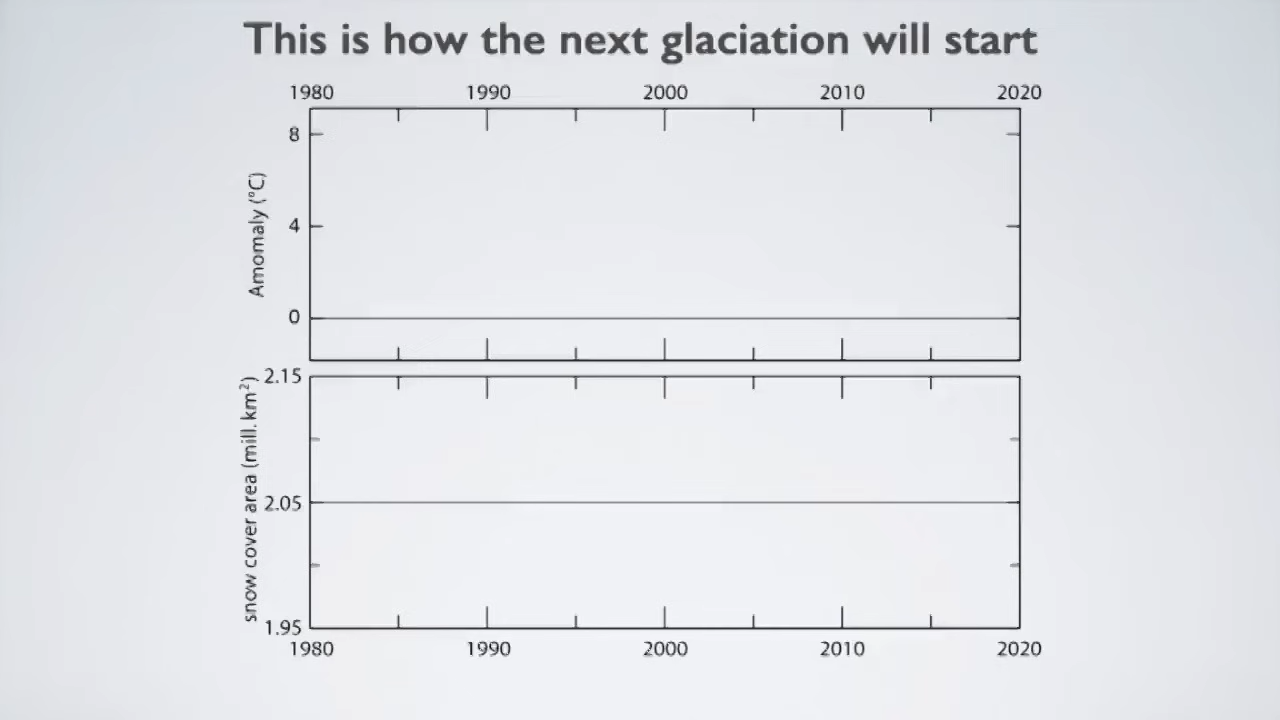 This is how the next glaciation will start
1980 1990 2000 2010 2020
8
4
0
Amomaly (°C)
2.15
2.05
1.95
snow cover area (mill. km²)
1980 1990 2000 2010 2020